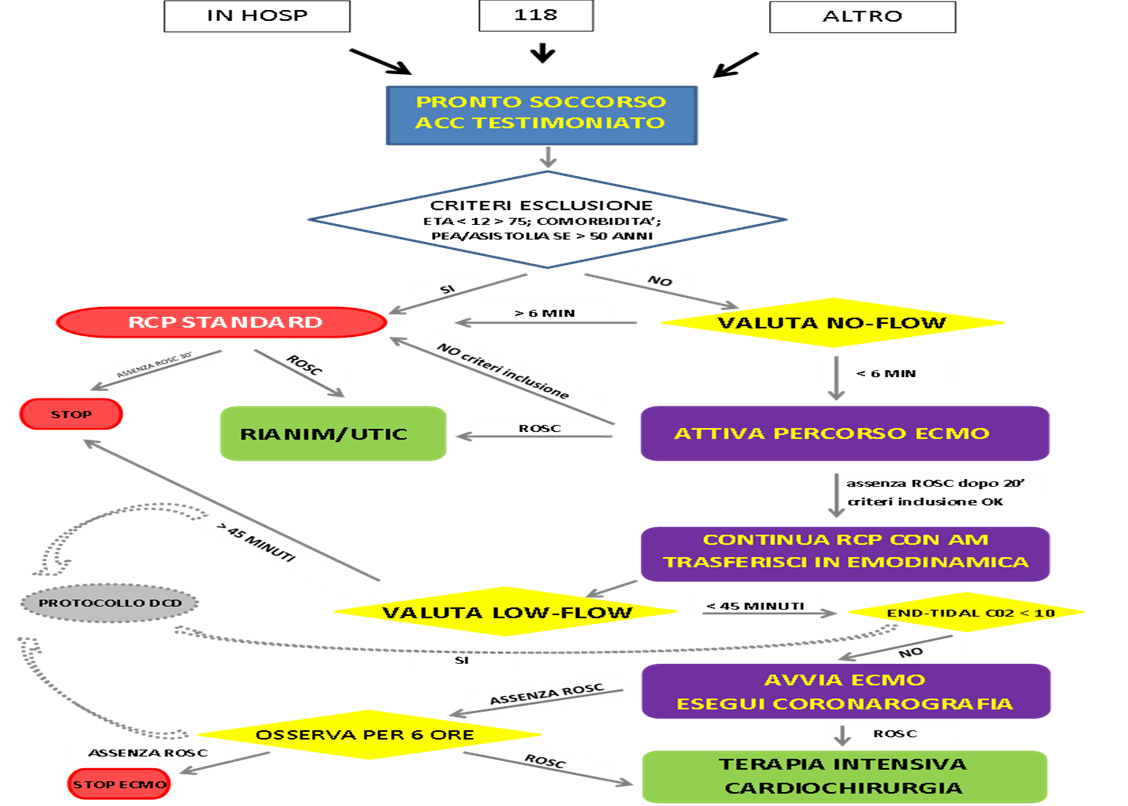 IN HOSP
118
ALTRO
PRONTO SOCCORSO
ACC TESTIMONIATO
CRITERI ESCLUSIONE
ETA < 12 > 75; COMORBIDITA’;
PEA/ASISTOLIA SE > 50 ANNI
SI
NO
RCP STANDARD
> 6 MIN
VALUTA NO-FLOW
ASSENZA ROSC 30’
ROSC
NO criteri inclusione
< 6 MIN
STOP
RIANIM/UTIC
ROSC
ATTIVA PERCORSO ECMO
assenza ROSC dopo 20’
criteri inclusione OK
> 45 MINUTI
CONTINUA RCP CON AM
TRASFERISCI IN EMODINAMICA
PROTOCOLLO DCD
VALUTA LOW-FLOW
< 45 MINUTI
END-TIDAL C02 < 10
SI
NO
AVVIA ECMO
ESEGUI CORONAROGRAFIA
ASSENZA ROSC
OSSERVA PER 6 ORE
ROSC
ASSENZA ROSC
ROSC
STOP ECMO
TERAPIA INTENSIVA
CARDIOCHIRURGIA